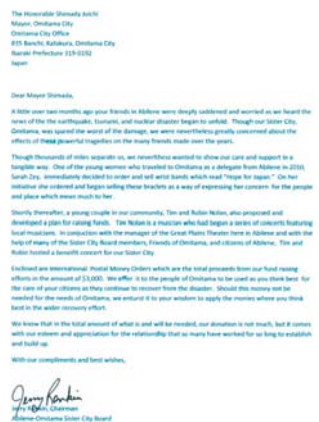 The Honorable Shimada Joichi
Mayor, Omitama City
Omitama City Office
835 Banchi, Katakura, Omitama City
Ibaraki Prefecture 319-0192
Japan
Dear Mayor Shimada,
A little over two months ago your friends in Abilene were deeply saddened and worried as we heard the
news of the the earthquake, tsunami, and nuclear disaster began to unfold. Though our Sister City,
Omitama, was spared the worst of the damage, we were nevertheless greatly concerned about the
effects of these powerful tragedies on the many friends made over the years.
Though thousands of miles separate us, we nevertheless wanted to show our care and support in a
tangible way. One of the young women who travelled to Omitama as a delegate from Abilene in 2010,
Sarah Zey, immediately decided to order and sell wrist bands which read "Hope for Japan." On her
initiative she ordered and began selling these bracelets as a way of expressing her concern for the people
and place which mean much to her.
Shortly thereafter, a young couple in our community, Tim and Robin Nolan, also proposed and
developed a plan for raising funds. Tim Nolan is a musician who had begun a series of concerts featuring
local musicians. In conjuction with the manager of the Great Plains Theater here in Abilene and with the
help of many of the Sister City Board members, Friends of Omitama, and citizens of Abilene, Tim and
Robin hosted a benefit concert for our Sister City.
Enclosed are International Postal Money Orders which are the total proceeds from our fund raising
efforts in the amount of $3,000. We offer it to the people of Omitama to be used as you think best for
the care of your citizens as they continue to recover from the disaster. Should this money not be
needed for the needs of Omitama, we entrust it to your wisdom to apply the monies where you think
best in the wider recovery effort.
We know that in the total amount of what is and will be needed, our donation is not much, but it comes
with our esteem and appreciation for the relationship that so many have worked for so long to establish
and build up.
With our compliments and best wishes,
Jerry Rankin
Jerry Rankin, Chairman
Abilene-Omitama Sister City Board